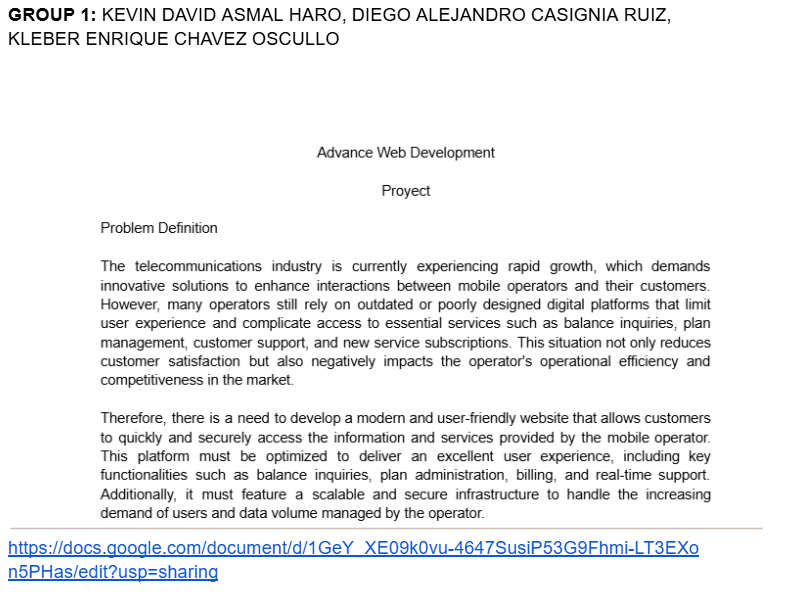 GROUP 1: KEVIN DAVID ASMAL HARO, DIEGO ALEJANDRO CASIGNIA RUIZ,
KLEBER ENRIQUE CHAVEZ OSCULLO
Advance Web Development
Proyect
Problem Definition
The telecommunications industry is currently experiencing rapid growth, which demands
innovative solutions to enhance interactions between mobile operators and their customers.
However, many operators still rely on outdated or poorly designed digital platforms that limit
user experience and complicate access to essential services such as balance inquiries, plan
management, customer support, and new service subscriptions. This situation not only reduces
customer satisfaction but also negatively impacts the operator's operational efficiency and
competitiveness in the market.
Therefore, there is a need to develop a modern and user-friendly website that allows customers
to quickly and securely access the information and services provided by the mobile operator.
This platform must be optimized to deliver an excellent user experience, including key
functionalities such as balance inquiries, plan administration, billing, and real-time support.
Additionally, it must feature a scalable and secure infrastructure to handle the increasing
demand of users and data volume managed by the operator.
https://docs.google.com/document/d/1GeY_XE09k0vu-4647SusiP53G9Fhmi-LT3EXo
n5PHas/edit?usp=sharing